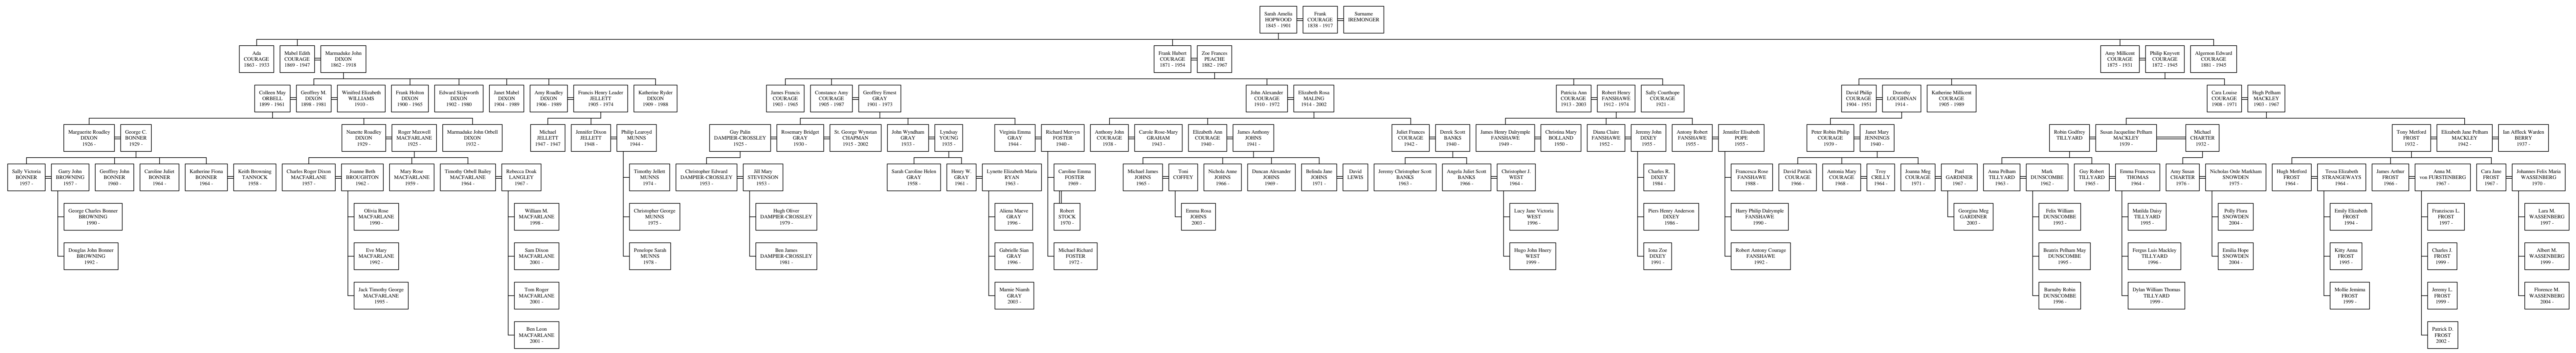 Sarah Amelia
HOPWOOD
1845 - 1901
Frank
COURAGE
1838 - 1917
Surname
IREMONGER
Ada
COURAGE
1863 - 1933
Mabel Edith
COURAGE
1869 - 1947
Marmaduke John
DIXON
1862 - 1918
Frank Hubert
COURAGE
1871 - 1954
Zoe Frances
PEACHE
1882 - 1967
Amy Millicent
COURAGE
1875 - 1931
Philip Knyvett
COURAGE
1872 - 1945
Algernon Edward
COURAGE
1881 - 1945
Colleen May
ORBELL
1899 - 1961
Geoffrey M.
DIXON
1898 - 1981
Winifred Elizabeth
WILLIAMS
1910 -
Frank Holton
DIXON
1900 - 1965
Edward Skipworth
DIXON
1902 - 1980
Janet Mabel
DIXON
1904 - 1989
Amy Roadley
DIXON
1906 - 1989
Francis Henry Leader
JELLETT
1905 - 1974
Katherine Ryder
DIXON
1909 - 1988
James Francis
COURAGE
1903 - 1965
Constance Amy
COURAGE
1905 - 1987
Geoffrey Ernest
GRAY
1901 - 1973
John Alexander
COURAGE
1910 - 1972
Elizabeth Rosa
MALING
1914 - 2002
Patricia Ann
COURAGE
1913 - 2003
Robert Henry
FANSHAWE
1912 - 1974
Sally Courthope
COURAGE
1921 -
David Philip
COURAGE
1904 - 1951
Dorothy
LOUGHNAN
1914 -
Katherine Millicent
COURAGE
1905 - 1989
Cara Louise
COURAGE
1908 - 1971
Hugh Pelham
MACKLEY
1903 - 1967
Marguerite Roadley
DIXON
1926 -
George C.
BONNER
1929 -
Nanette Roadley
DIXON
1929 -
Roger Maxwell
MACFARLANE
1925 -
Marmaduke John Orbell
DIXON
1932 -
Michael
JELLETT
1947 - 1947
Jennifer Dixon
JELLETT
1948 -
Philip Learoyd
MUNNS
1944 -
Guy Palin
DAMPIER-CROSSLEY
1925 -
Rosemary Bridget
GRAY
1930 -
St. George Wynstan
CHAPMAN
1915 - 2002
John Wyndham
GRAY
1933 -
Lyndsay
YOUNG
1935 -
Virginia Emma
GRAY
1944 -
Richard Mervyn
FOSTER
1940 -
Anthony John
COURAGE
1938 -
Carole Rose-Mary
GRAHAM
1943 -
Elizabeth Ann
COURAGE
1940 -
James Anthony
JOHNS
1941 -
Juliet Frances
COURAGE
1942 -
Derek Scott
BANKS
1940 -
James Henry Dalrymple
FANSHAWE
1949 -
Christina Mary
BOLLAND
1950 -
Diana Claire
FANSHAWE
1952 -
Jeremy John
DIXEY
1955 -
Antony Robert
FANSHAWE
1955 -
Jennifer Elisabeth
POPE
1955 -
Peter Robin Philip
COURAGE
1939 -
Janet Mary
JENNINGS
1940 -
Robin Godfrey
TILLYARD
Susan Jacqueline Pelham
MACKLEY
1939 -
Michael
CHARTER
1932 -
Tony Metford
FROST
1932 -
Elizabeth Jane Pelham
MACKLEY
1942 -
Ian Affleck Warden
BERRY
1937 -
Sally Victoria
BONNER
1957 -
Garry John
BROWNING
1957 -
Geoffrey John
BONNER
1960 -
Caroline Juliet
BONNER
1964 -
Katherine Fiona
BONNER
1964 -
Keith Browning
TANNOCK
1958 -
Charles Roger Dixon
MACFARLANE
1957 -
Joanne Beth
BROUGHTON
1962 -
Mary Rose
MACFARLANE
1959 -
Timothy Orbell Bailey
MACFARLANE
1964 -
Rebecca Doak
LANGLEY
1967 -
Timothy Jellett
MUNNS
1974 -
Christopher Edward
DAMPIER-CROSSLEY
1953 -
Jill Mary
STEVENSON
1953 -
Sarah Caroline Helen
GRAY
1958 -
Henry W.
GRAY
1961 -
Lynette Elizabeth Maria
RYAN
1963 -
Caroline Emma
FOSTER
1969 -
Michael James
JOHNS
1965 -
Toni
COFFEY
Nichola Anne
JOHNS
1966 -
Duncan Alexander
JOHNS
1969 -
Belinda Jane
JOHNS
1971 -
David
LEWIS
Jeremy Christopher Scott
BANKS
1963 -
Angela Juliet Scott
BANKS
1966 -
Christopher J.
WEST
1964 -
Charles R.
DIXEY
1984 -
Francesca Rose
FANSHAWE
1988 -
David Patrick
COURAGE
1966 -
Antonia Mary
COURAGE
1968 -
Troy
CRILLY
1964 -
Joanna Meg
COURAGE
1971 -
Paul
GARDINER
1967 -
Anna Pelham
TILLYARD
1963 -
Mark
DUNSCOMBE
1962 -
Guy Robert
TILLYARD
1965 -
Emma Francesca
THOMAS
1964 -
Amy Susan
CHARTER
1976 -
Nicholas Orde Markham
SNOWDEN
1975 -
Hugh Metford
FROST
1964 -
Tessa Elizabeth
STRANGEWAYS
1964 -
James Arthur
FROST
1966 -
Anna M.
von FURSTENBERG
1967 -
Cara Jane
FROST
1967 -
Johannes Felix Maria
WASSENBERG
1970 -
George Charles Bonner
BROWNING
1990 -
Olivia Rose
MACFARLANE
1990 -
William M.
MACFARLANE
1998 -
Christopher George
MUNNS
1975 -
Hugh Oliver
DAMPIER-CROSSLEY
1979 -
Aliena Maeve
GRAY
1996 -
Robert
STOCK
1970 -
Emma Rosa
JOHNS
2003 -
Lucy Jane Victoria
WEST
1996 -
Piers Henry Anderson
DIXEY
1986 -
Harry Philip Dalrymple
FANSHAWE
1990 -
Georgina Meg
GARDINER
2003 -
Felix William
DUNSCOMBE
1993 -
Matilda Daisy
TILLYARD
1995 -
Polly Flora
SNOWDEN
2004 -
Emily Elizabeth
FROST
1994 -
Franziscus L.
FROST
1997 -
Lara M.
WASSENBERG
1997 -
Douglas John Bonner
BROWNING
1992 -
Eve Mary
MACFARLANE
1992 -
Sam Dixon
MACFARLANE
2001 -
Penelope Sarah
MUNNS
1978 -
Ben James
DAMPIER-CROSSLEY
1981 -
Gabrielle Sian
GRAY
1996 -
Michael Richard
FOSTER
1972 -
Hugo John Hnery
WEST
1999 -
Iona Zoe
DIXEY
1991 -
Robert Antony Courage
FANSHAWE
1992 -
Beatrix Pelham May
DUNSCOMBE
1995 -
Fergus Luis Mackley
TILLYARD
1996 -
Emilia Hope
SNOWDEN
2004 -
Kitty Anna
FROST
1995 -
Charles J.
FROST
1999 -
Albert M.
WASSENBERG
1999 -
Jack Timothy George
MACFARLANE
1995 -
Tom Roger
MACFARLANE
2001 -
Marnie Niamh
GRAY
2003 -
Barnaby Robin
DUNSCOMBE
1996 -
Dylan William Thomas
TILLYARD
1999 -
Mollie Jemima
FROST
1999 -
Jeremy L.
FROST
1999 -
Florence M.
WASSENBERG
2004 -
Ben Leon
MACFARLANE
2001 -
Patrick D.
FROST
2002 -